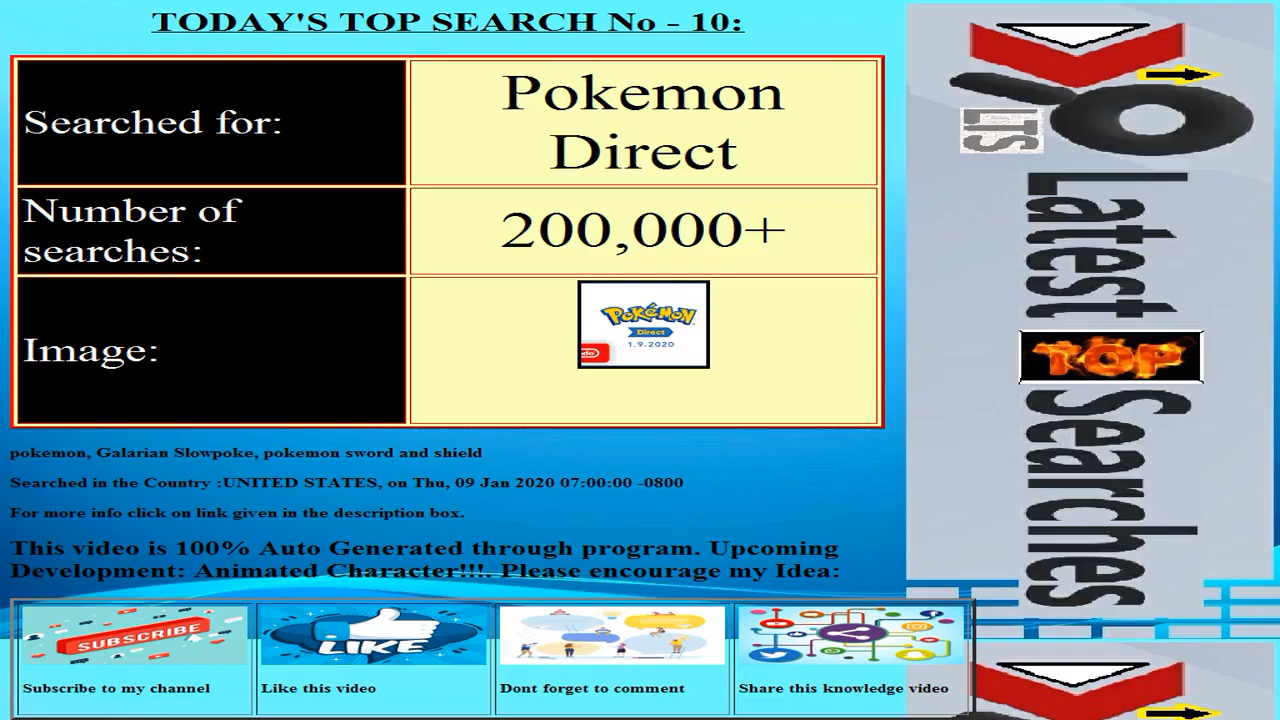 TODAY'S TOP SEARCH No - 10:
Searched for:
Pokemon
Direct
Number of
searches:
200,000+
Image:
POKéMON
Direct
1.9.2020
pokemon, Galarian Slowpoke, pokemon sword and shield
Searched in the Country :UNITED STATES, on Thu, 09 Jan 2020 07:00:00 -0800
For more info click on link given in the description box.
This video is 100% Auto Generated through program. Upcoming
Development: Animated Character!!!. Please encourage my Idea:
SUBSCRIBE
LIKE
Subscribe to my channel
Like this video
Dont forget to comment
Share this knowledge video
LTS
Latest
TOP
Searches